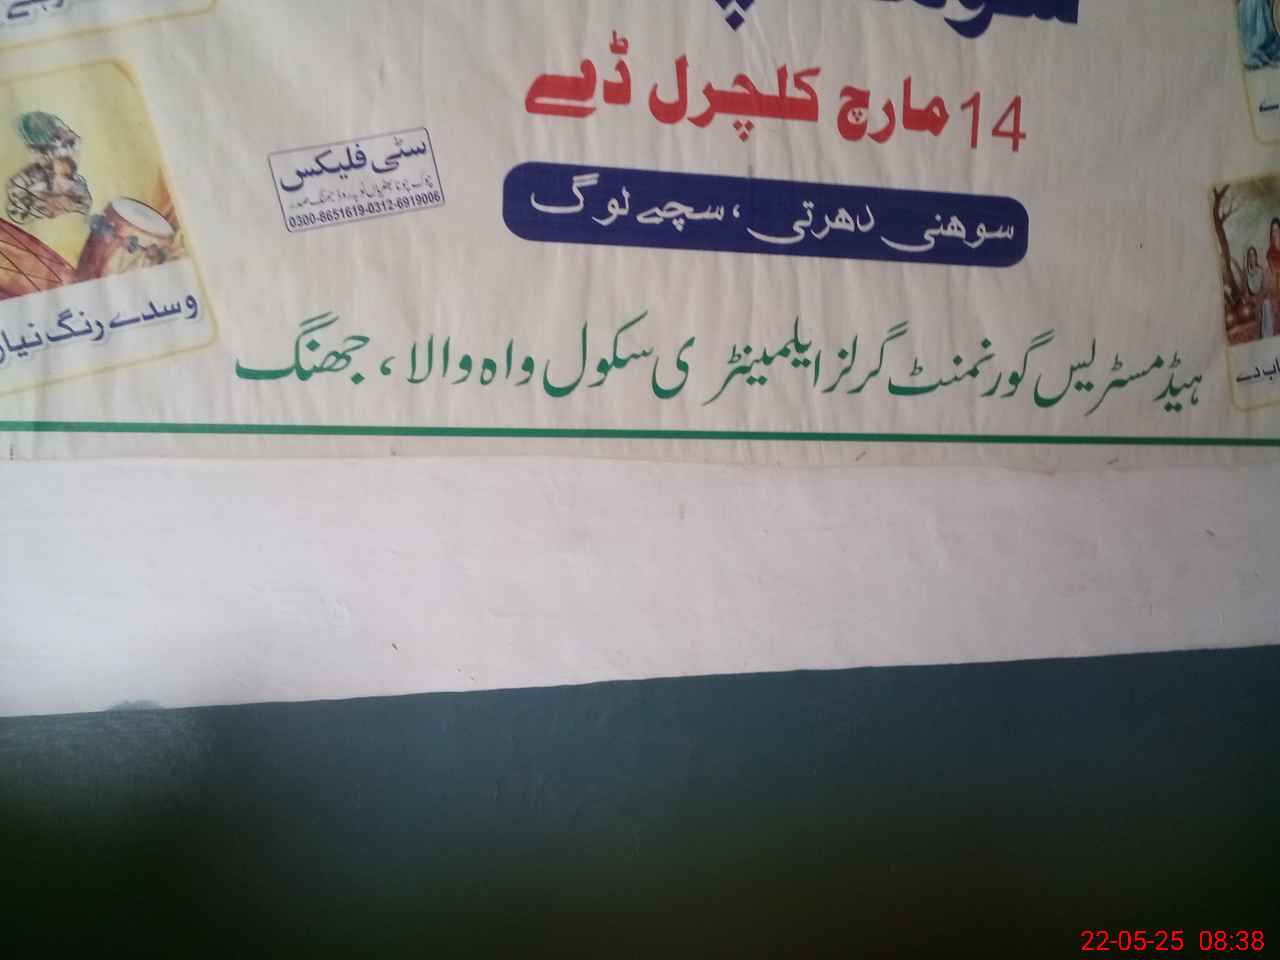 14 مارچ کلچرل ڈے
سوھنی دھرتی ، سچے لوگ
سٹی فلیکس
0300-8651619-0312-6919006
وسدے رنگ نیار
ہیڈ مسٹریس گورنمنٹ گرلز ایلیمینٹری سکول واہ والا ، جھنگ
22-05-25 08:38